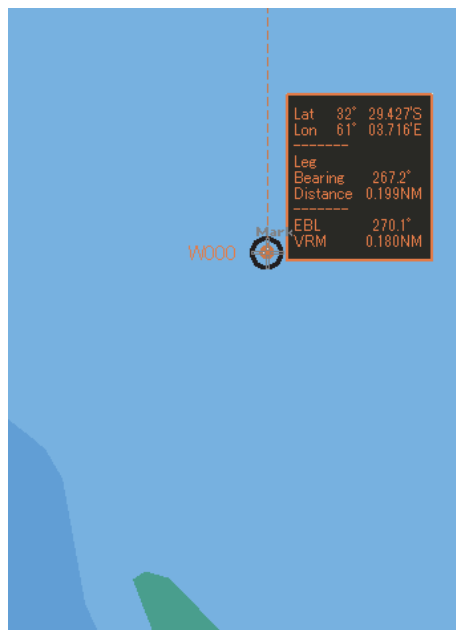 Lat 32° 29.427'S
Lon 61° 03.716'E
-------
Leg
Bearing 267.2°
Distance 0.199NM
-------
EBL 270.1°
VRM 0.180NM
Mark
W000